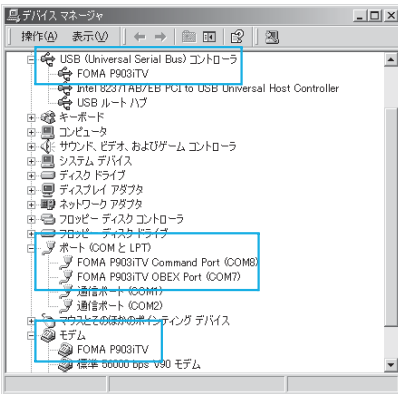 デバイス マネージャ
操作(A) 表示(V)
USB (Universal Serial Bus) コントローラ
FOMA P903iTV
Intel 82371AB/EB PCI to USB Universal Host Controller
USB ルート ハブ
キーボード
コンピュータ
サウンド、ビデオ、およびゲーム コントローラ
システム デバイス
ディスク ドライブ
ディスプレイ アダプタ
ネットワーク アダプタ
フロッピー ディスク コントローラ
フロッピー ディスク ドライブ
ポート (COM と LPT)
FOMA P903iTV Command Port (COM8)
FOMA P903iTV OBEX Port (COM7)
通信ポート (COM1)
通信ポート (COM2)
マウスとそのほかのポインティング デバイス
モデム
FOMA P903iTV
標準 56000 bps V90 モデム